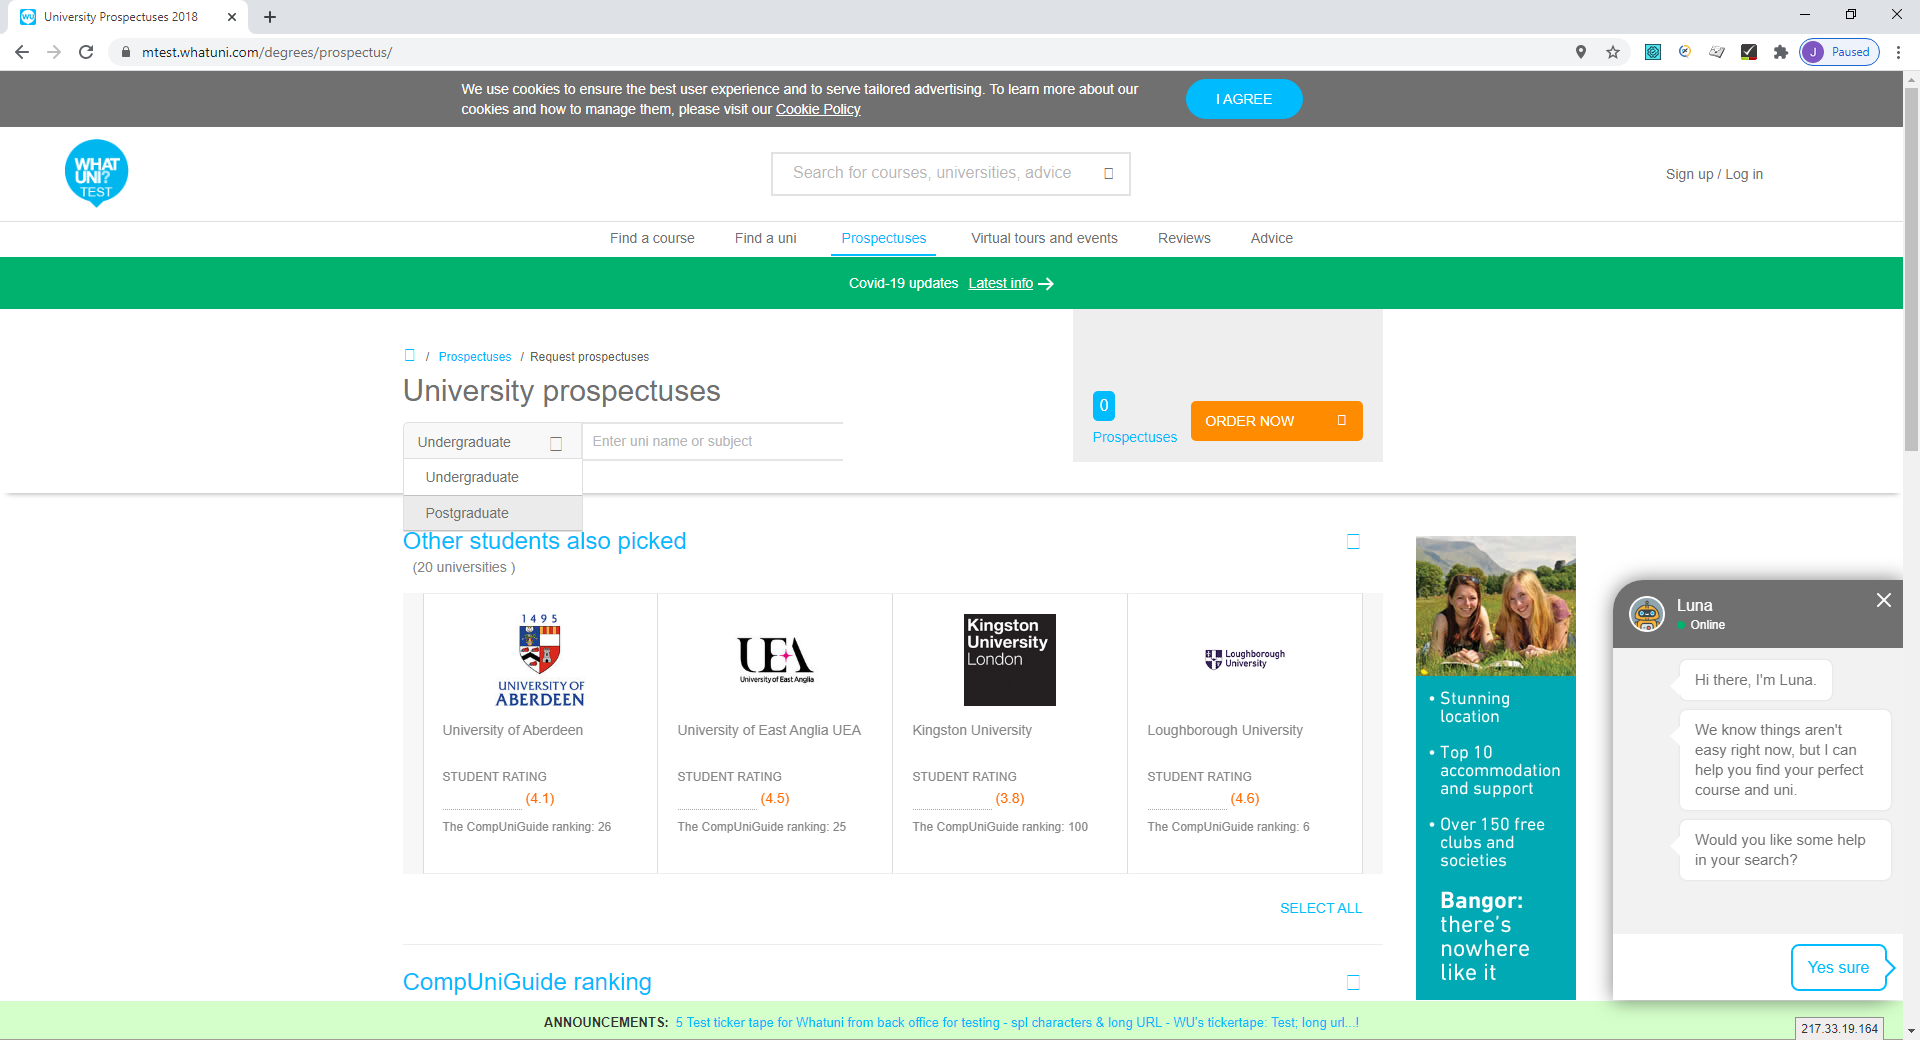 University Prospectuses 2018
mtest.whatuni.com/degrees/prospectus/
J Paused
We use cookies to ensure the best user experience and to serve tailored advertising. To learn more about our
cookies and how to manage them, please visit our Cookie Policy
I AGREE
WHAT
UNI?
TEST
Search for courses, universities, advice
Sign up / Log in
Find a course
Find a uni
Prospectuses
Virtual tours and events
Reviews
Advice
Covid-19 updates Latest info
/ Prospectuses / Request prospectuses
University prospectuses
Undergraduate
Enter uni name or subject
Undergraduate
Postgraduate
0
Prospectuses
ORDER NOW
Other students also picked
(20 universities )
1495
UNIVERSITY OF
ABERDEEN
University of Aberdeen
STUDENT RATING
(4.1)
The CompUniGuide ranking: 26
UEA
University of East Anglia
University of East Anglia UEA
STUDENT RATING
(4.5)
The CompUniGuide ranking: 25
Kingston
University
London
Kingston University
STUDENT RATING
(3.8)
The CompUniGuide ranking: 100
Loughborough
University
Loughborough University
STUDENT RATING
(4.6)
The CompUniGuide ranking: 6
SELECT ALL
CompUniGuide ranking
• Stunning
location
• Top 10
accommodation
and support
• Over 150 free
clubs and
societies
Bangor:
there's
nowhere
like it
Luna
Online
Hi there, I'm Luna.
We know things aren't
easy right now, but I can
help you find your perfect
course and uni.
Would you like some help
in your search?
Yes sure
ANNOUNCEMENTS: 5 Test ticker tape for Whatuni from back office for testing - spl characters & long URL - WU's tickertape: Test; long url...!
217.33.19.164